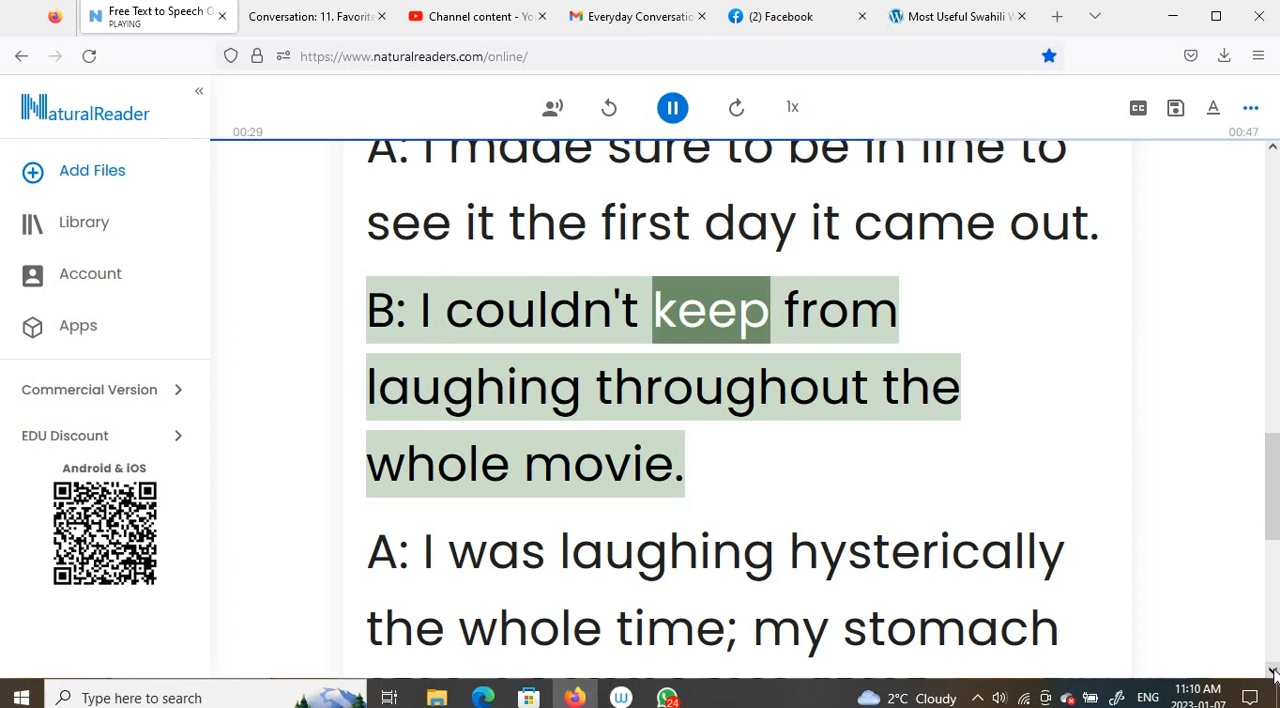 Free Text to Speech O
PLAYING
Conversation: 11. Favorite
Channel content - Yo
Everyday Conversatio
(2) Facebook
Most Useful Swahili W
https://www.naturalreaders.com/online/
NaturalReader
00:29
1x
CC
A
00:47
Add Files
Library
Account
Apps
Commercial Version
EDU Discount
Android & iOS
A: I made sure to be in line to
see it the first day it came out.
B: I couldn't keep from
laughing throughout the
whole movie.
A: I was laughing hysterically
the whole time; my stomach
Type here to search
24
2°C Cloudy
ENG
11:10 AM
2023-01-07